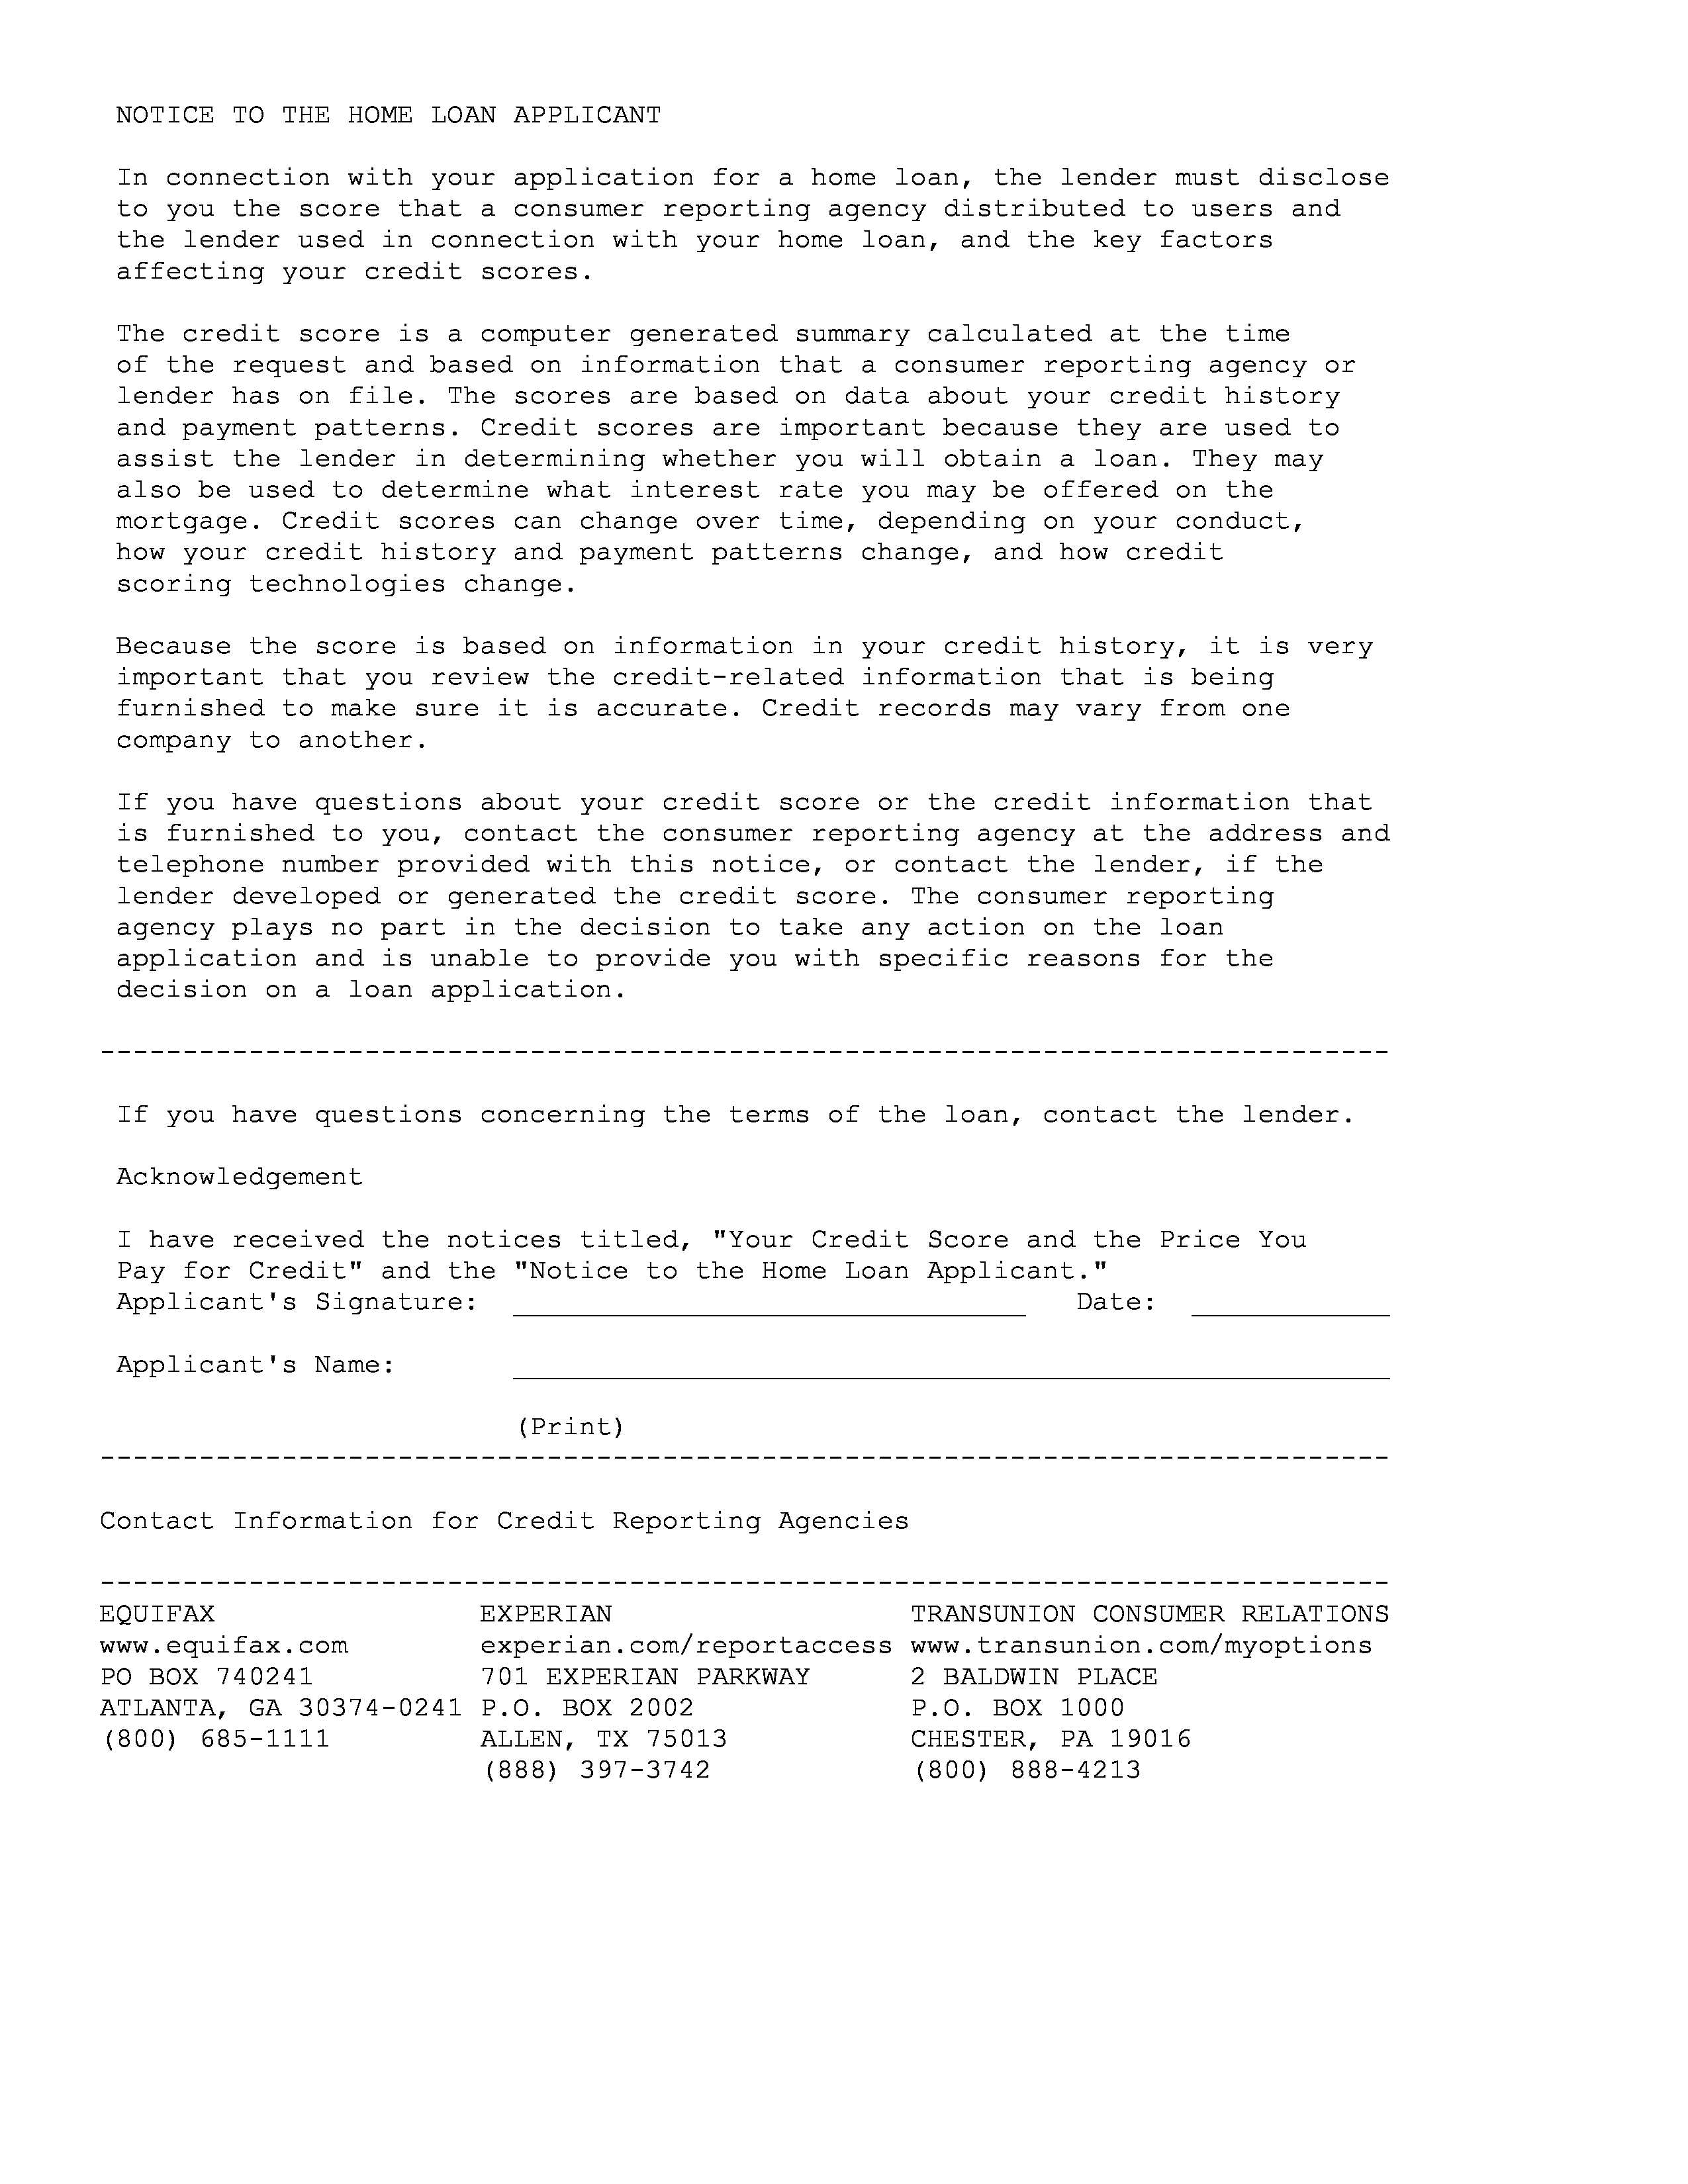 NOTICE TO THE HOME LOAN APPLICANT
In connection with your application for a home loan, the lender must disclose
to you the score that a consumer reporting agency distributed to users and
the lender used in connection with your home loan, and the key factors
affecting your credit scores.
The credit score is a computer generated summary calculated at the time
of the request and based on information that a consumer reporting agency or
lender has on file. The scores are based on data about your credit history
and payment patterns. Credit scores are important because they are used to
assist the lender in determining whether you will obtain a loan. They may
also be used to determine what interest rate you may be offered on the
mortgage. Credit scores can change over time, depending on your conduct,
how your credit history and payment patterns change, and how credit
scoring technologies change.
Because the score is based on information in your credit history, it is very
important that you review the credit-related information that is being
furnished to make sure it is accurate. Credit records may vary from one
company to another.
If you have questions about your credit score or the credit information that
is furnished to you, contact the consumer reporting agency at the address and
telephone number provided with this notice, or contact the lender, if the
lender developed or generated the credit score. The consumer reporting
agency plays no part in the decision to take any action on the loan
application and is unable to provide you with specific reasons for the
decision on a loan application.
------------------------------------------------------------------------------
If you have questions concerning the terms of the loan, contact the lender.
Acknowledgement
I have received the notices titled, "Your Credit Score and the Price You
Pay for Credit" and the "Notice to the Home Loan Applicant."
Applicant's Signature: _______________________________ Date: ____________
Applicant's Name: _____________________________________________________
(Print)
------------------------------------------------------------------------------
Contact Information for Credit Reporting Agencies
------------------------------------------------------------------------------
EQUIFAX EXPERIAN TRANSUNION CONSUMER RELATIONS
www.equifax.com experian.com/reportaccess www.transunion.com/myoptions
PO BOX 740241 701 EXPERIAN PARKWAY 2 BALDWIN PLACE
ATLANTA, GA 30374-0241 P.O. BOX 2002 P.O. BOX 1000
(800) 685-1111 ALLEN, TX 75013 CHESTER, PA 19016
(888) 397-3742 (800) 888-4213